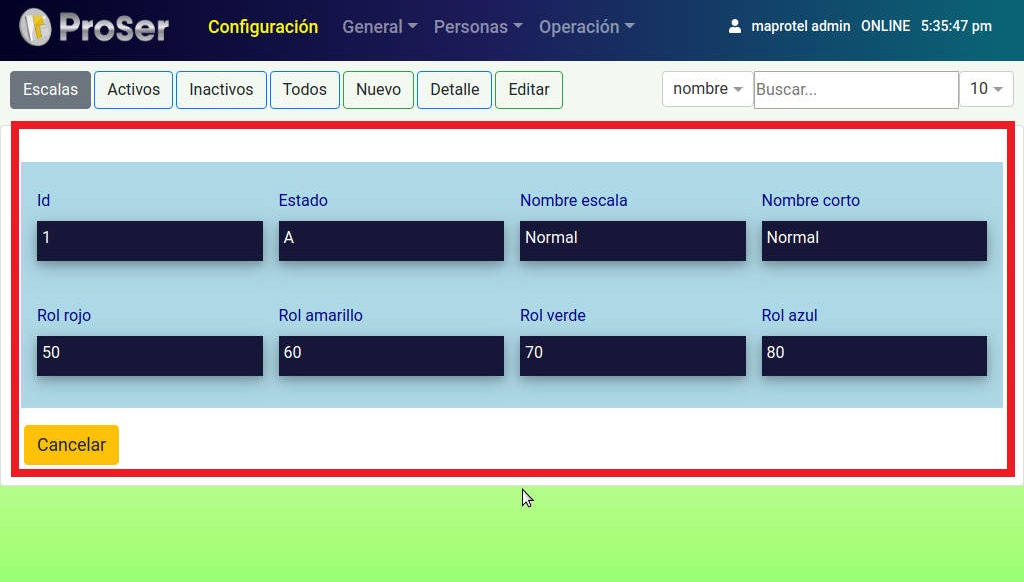 ProSer Configuración General Personas Operación maprotel admin ONLINE 5:35:47 pm
Escalas Activos Inactivos Todos Nuevo Detalle Editar nombre Buscar... 10
Id Estado Nombre escala Nombre corto
1 A Normal Normal
Rol rojo Rol amarillo Rol verde Rol azul
50 60 70 80
Cancelar